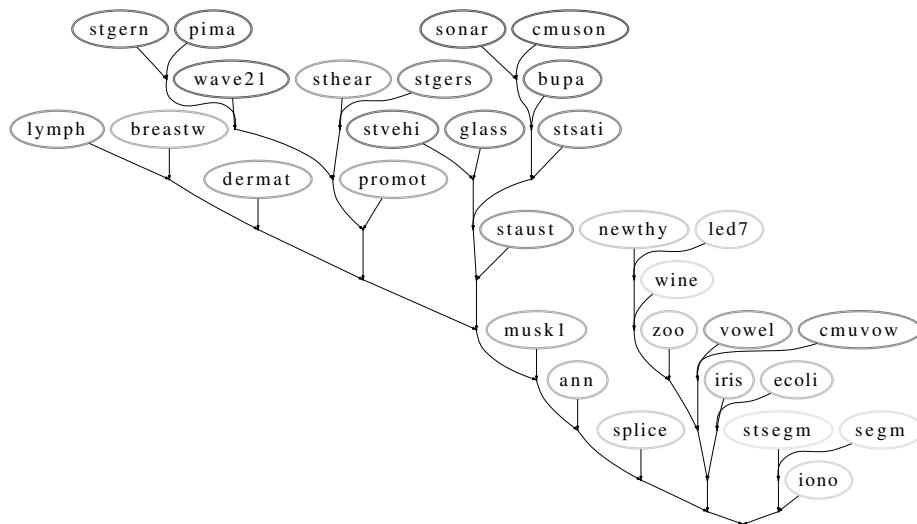 stgern pima sonar cmuson
wave21 sthear stgers bupa
lymph breastw stvehi glass stsati
dermat promot
staust newthy led7
wine
musk1 zoo vowel cmuvow
ann iris ecoli
splice stsegm segm
iono